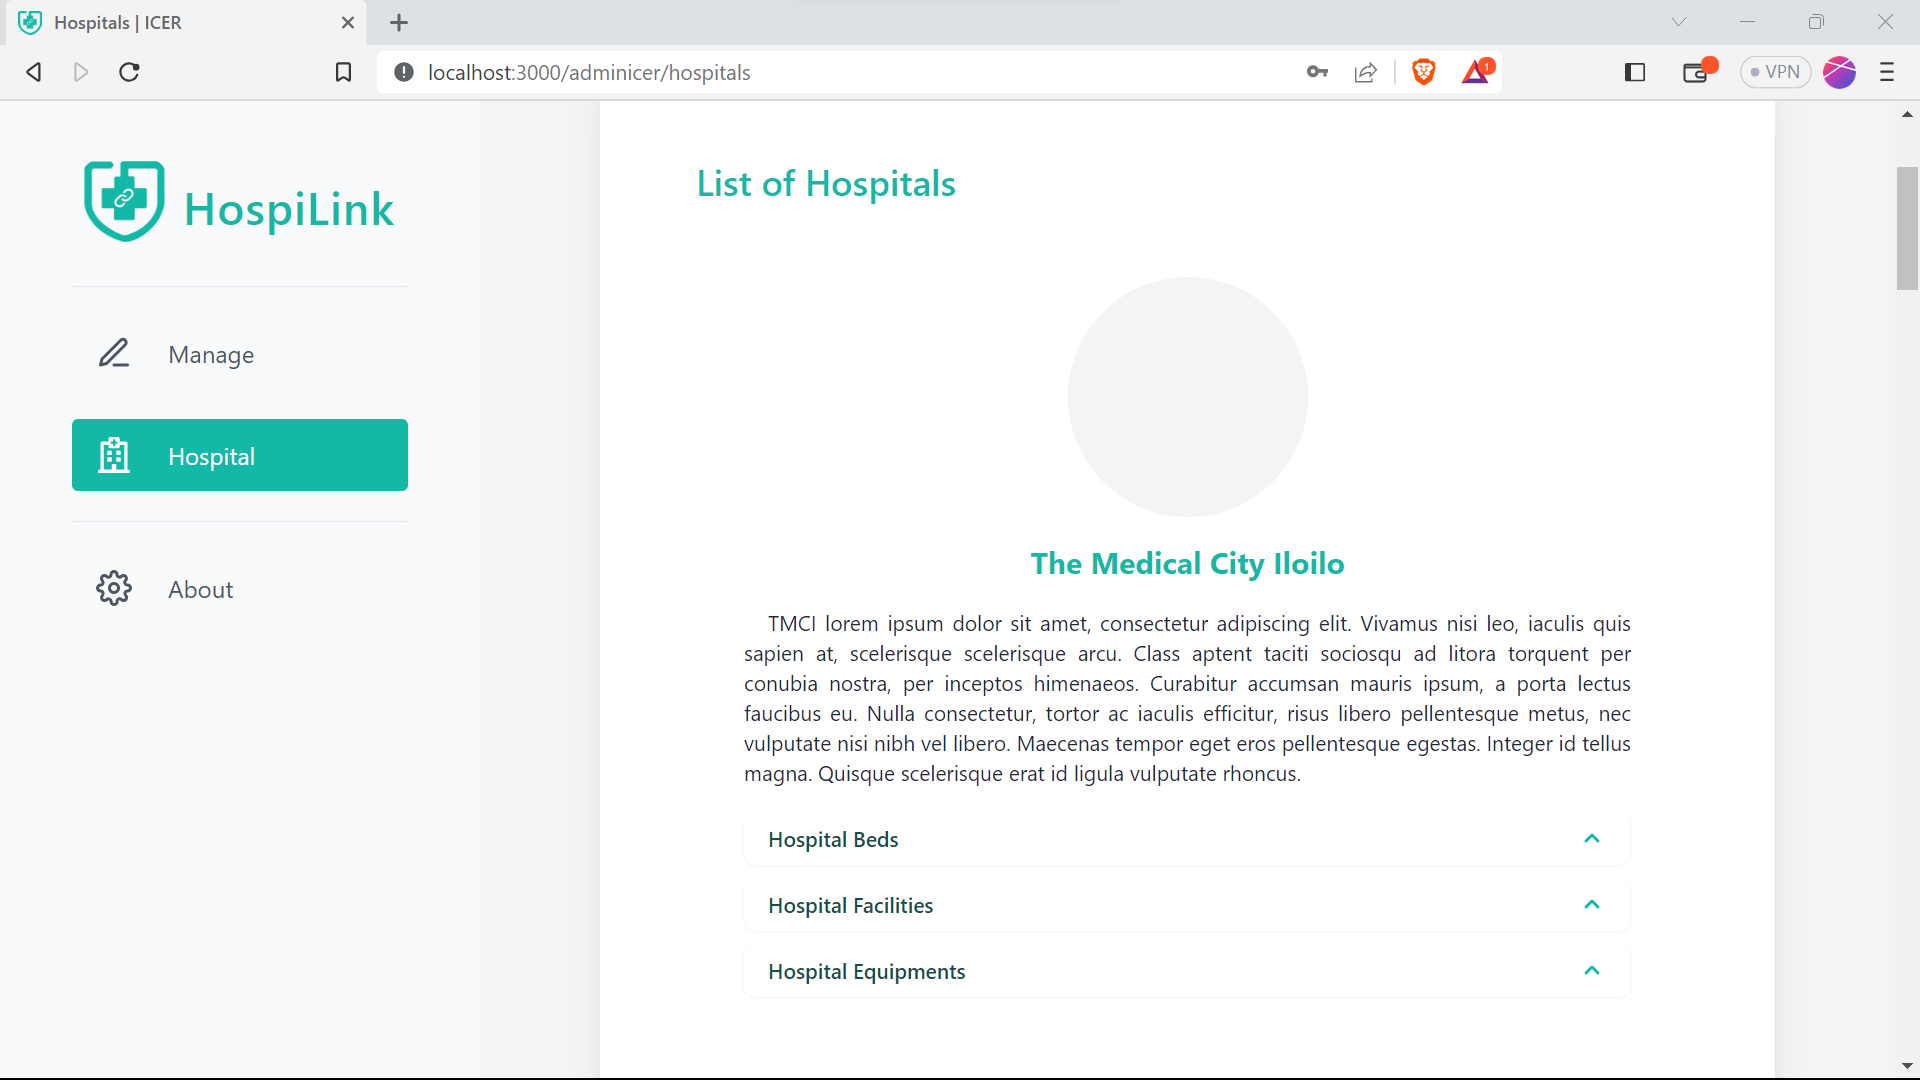 Hospitals | ICER
localhost:3000/adminicer/hospitals
1
VPN
HospiLink
Manage
Hospital
About
List of Hospitals
The Medical City Iloilo
TMCI lorem ipsum dolor sit amet, consectetur adipiscing elit. Vivamus nisi leo, iaculis quis
sapien at, scelerisque scelerisque arcu. Class aptent taciti sociosqu ad litora torquent per
conubia nostra, per inceptos himenaeos. Curabitur accumsan mauris ipsum, a porta lectus
faucibus eu. Nulla consectetur, tortor ac iaculis efficitur, risus libero pellentesque metus, nec
vulputate nisi nibh vel libero. Maecenas tempor eget eros pellentesque egestas. Integer id tellus
magna. Quisque scelerisque erat id ligula vulputate rhoncus.
Hospital Beds
Hospital Facilities
Hospital Equipments